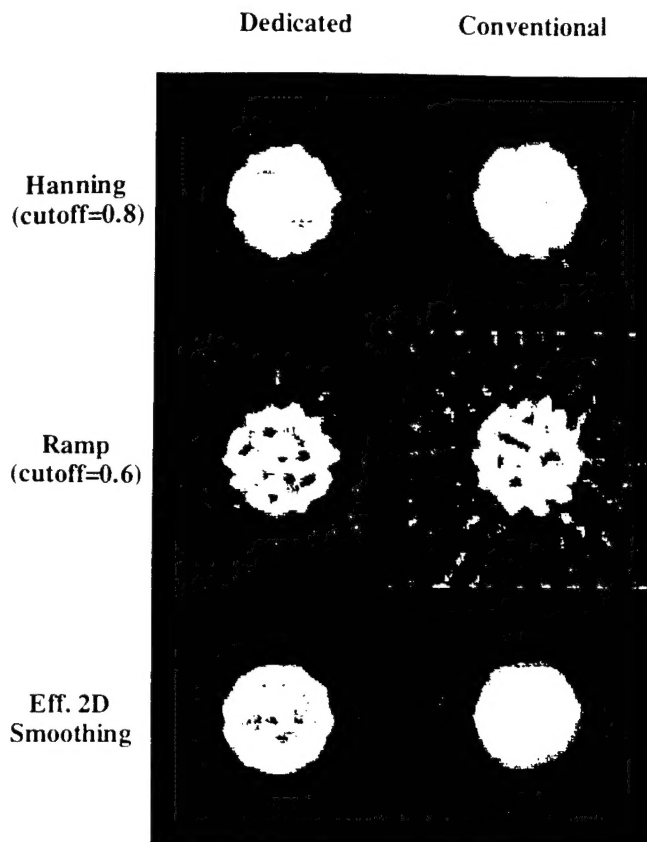 Dedicated Conventional
Hanning
(cutoff=0.8)
Ramp
(cutoff=0.6)
Eff. 2D
Smoothing